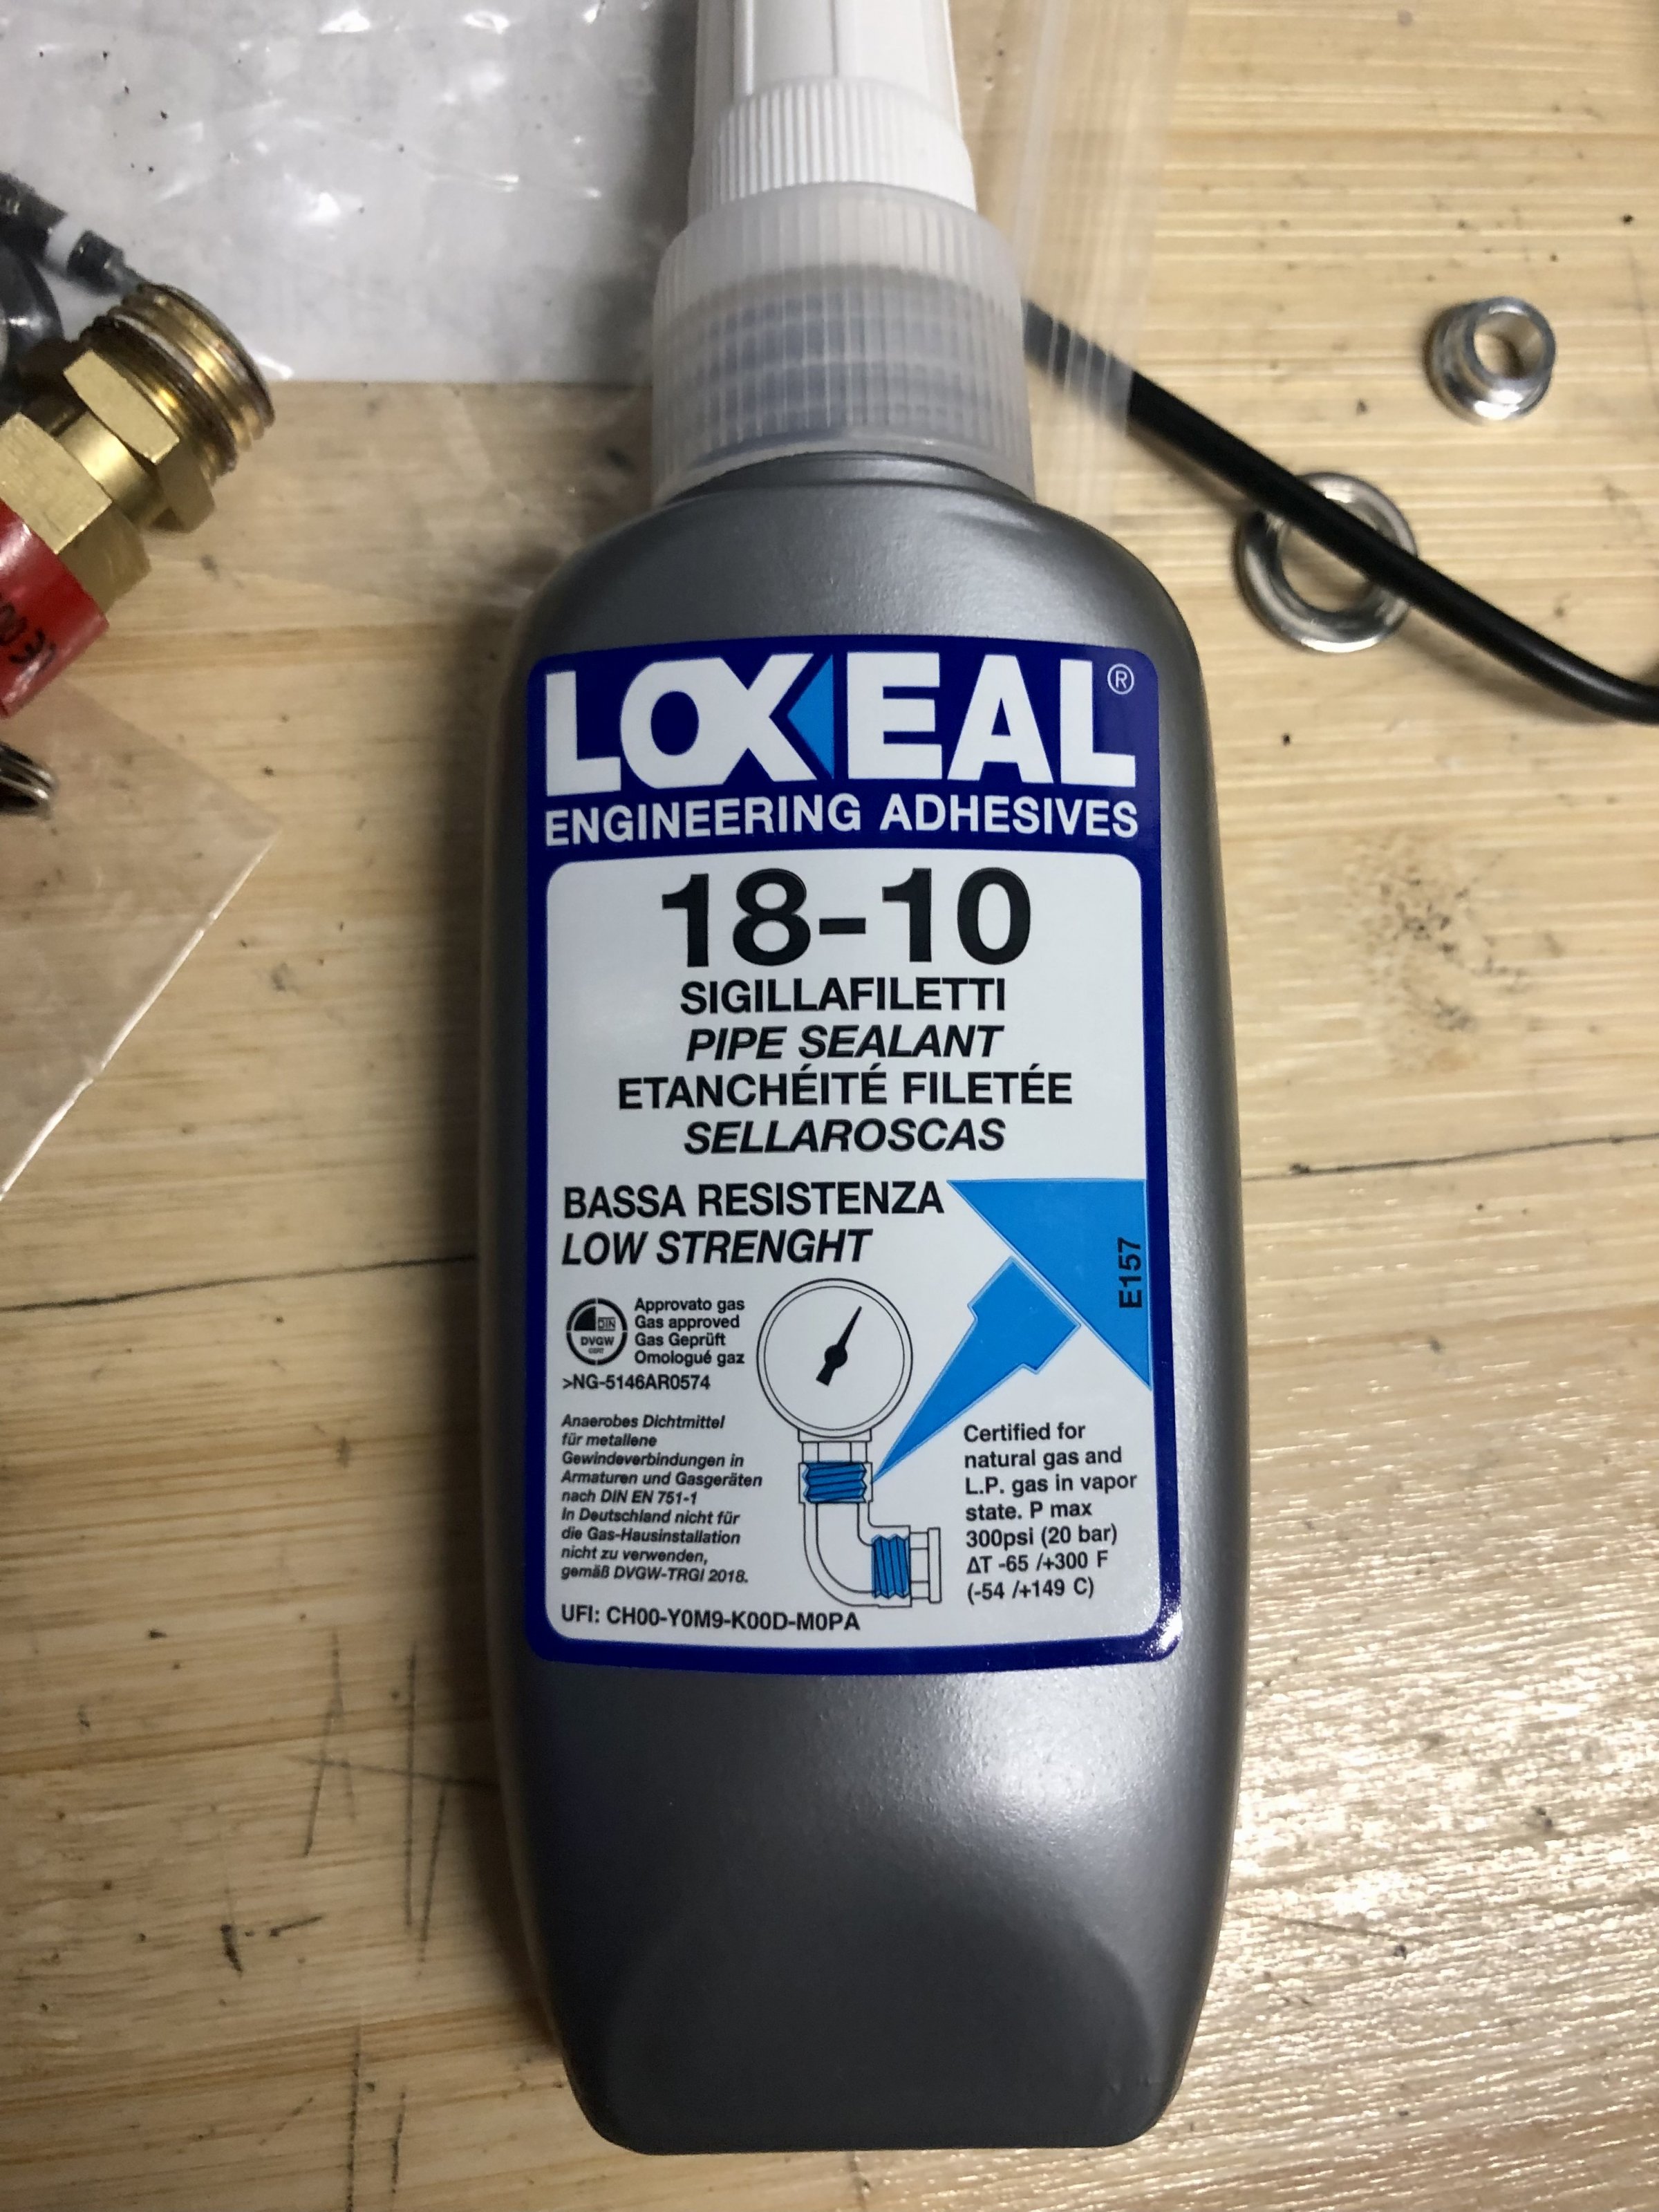 LOXEAL®
ENGINEERING ADHESIVES
18-10
SIGILLAFILETTI
PIPE SEALANT
ETANCHÉITÉ FILETÉE
SELLAROSCAS
BASSA RESISTENZA
LOW STRENGHT
E157
DIN
DVGW
CERT
Approvato gas
Gas approved
Gas Geprüft
Omologué gaz
>NG-5146AR0574
Anaerobes Dichtmittel
für metallene
Gewindeverbindungen in
Armaturen und Gasgeräten
nach DIN EN 751-1
In Deutschland nicht für
die Gas-Hausinstallation
nicht zu verwenden,
gemäß DVGW-TRGI 2018.
Certified for
natural gas and
L.P. gas in vapor
state. P max
300psi (20 bar)
ΔT -65 /+300 F
(-54 /+149 C)
UFI: CH00-Y0M9-K00D-M0PA